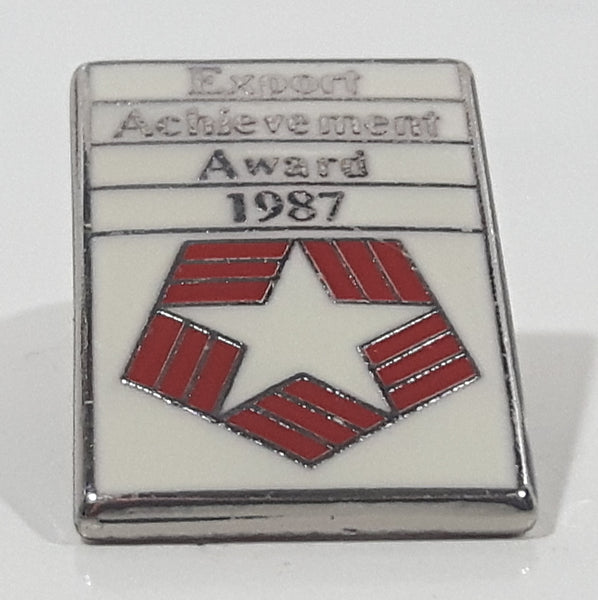 Export
Achievement
Award
1987